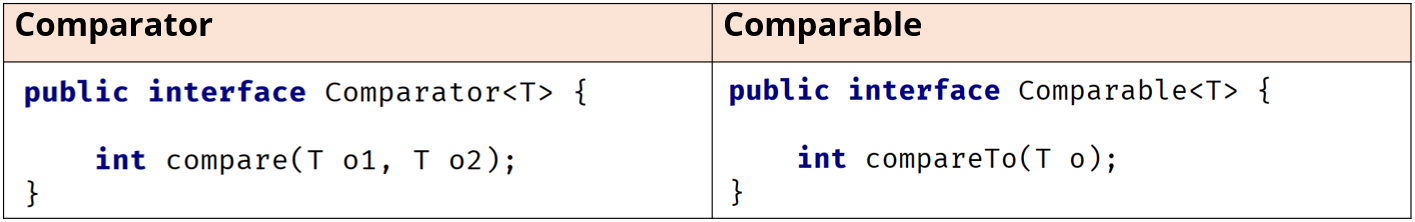 Comparator
public interface Comparator<T> {
    int compare(T o1, T o2);
}
Comparable
public interface Comparable<T> {
    int compareTo(T o);
}